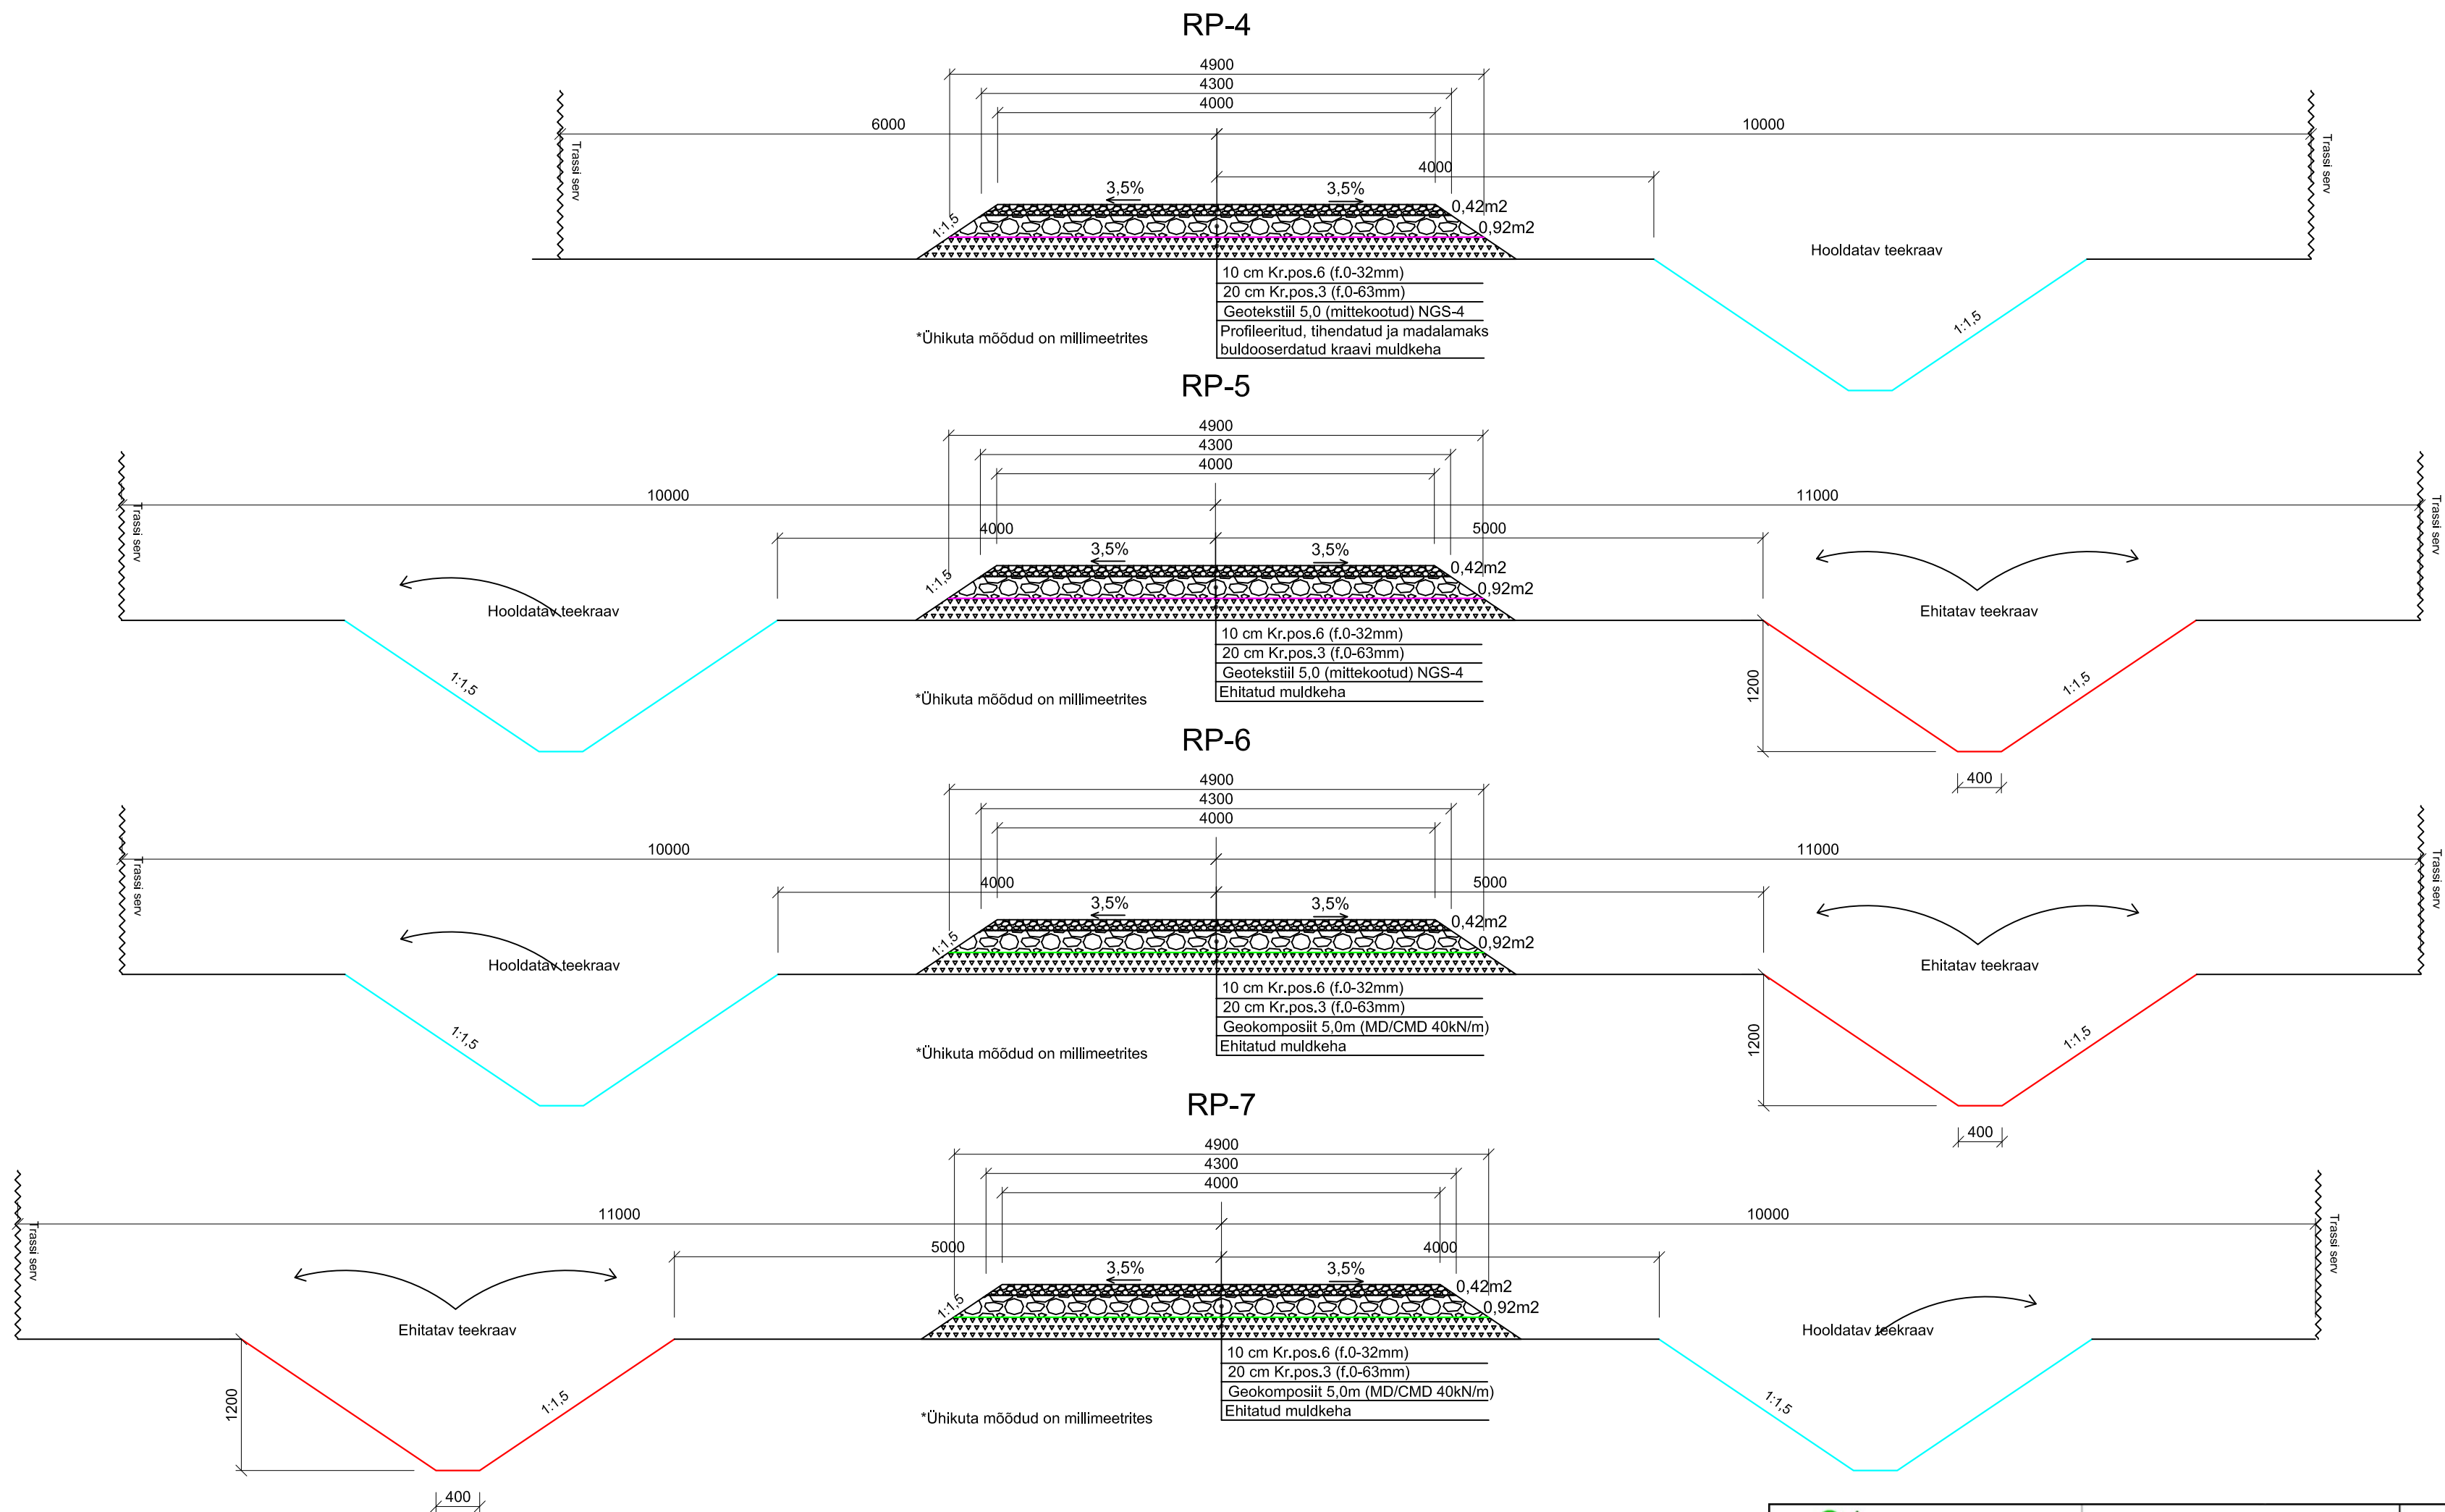 RP-4
4900
4300
4000
6000
10000
4000
Trassi serv
Trassi serv
3,5%
3,5%
1:1,5
0,42m2
0,92m2
Hooldatav teekraav
1:1,5
10 cm Kr.pos.6 (f.0-32mm)
20 cm Kr.pos.3 (f.0-63mm)
Geotekstiil 5,0 (mittekootud) NGS-4
Profileeritud, tihendatud ja madalamaks
buldooserdatud kraavi muldkeha
*Ühikuta mõõdud on millimeetrites
RP-5
4900
4300
4000
10000
11000
4000
5000
Trassi serv
Trassi serv
3,5%
3,5%
1:1,5
0,42m2
0,92m2
Hooldatav teekraav
Ehitatav teekraav
1:1,5
1:1,5
1200
400
10 cm Kr.pos.6 (f.0-32mm)
20 cm Kr.pos.3 (f.0-63mm)
Geotekstiil 5,0 (mittekootud) NGS-4
Ehitatud muldkeha
*Ühikuta mõõdud on millimeetrites
RP-6
4900
4300
4000
10000
11000
4000
5000
Trassi serv
Trassi serv
3,5%
3,5%
1:1,5
0,42m2
0,92m2
Hooldatav teekraav
Ehitatav teekraav
1:1,5
1:1,5
1200
400
10 cm Kr.pos.6 (f.0-32mm)
20 cm Kr.pos.3 (f.0-63mm)
Geokomposiit 5,0m (MD/CMD 40kN/m)
Ehitatud muldkeha
*Ühikuta mõõdud on millimeetrites
RP-7
4900
4300
4000
11000
10000
5000
4000
Trassi serv
Trassi serv
3,5%
3,5%
1:1,5
0,42m2
0,92m2
Ehitatav teekraav
Hooldatav teekraav
1:1,5
1:1,5
1200
400
10 cm Kr.pos.6 (f.0-32mm)
20 cm Kr.pos.3 (f.0-63mm)
Geokomposiit 5,0m (MD/CMD 40kN/m)
Ehitatud muldkeha
*Ühikuta mõõdud on millimeetrites